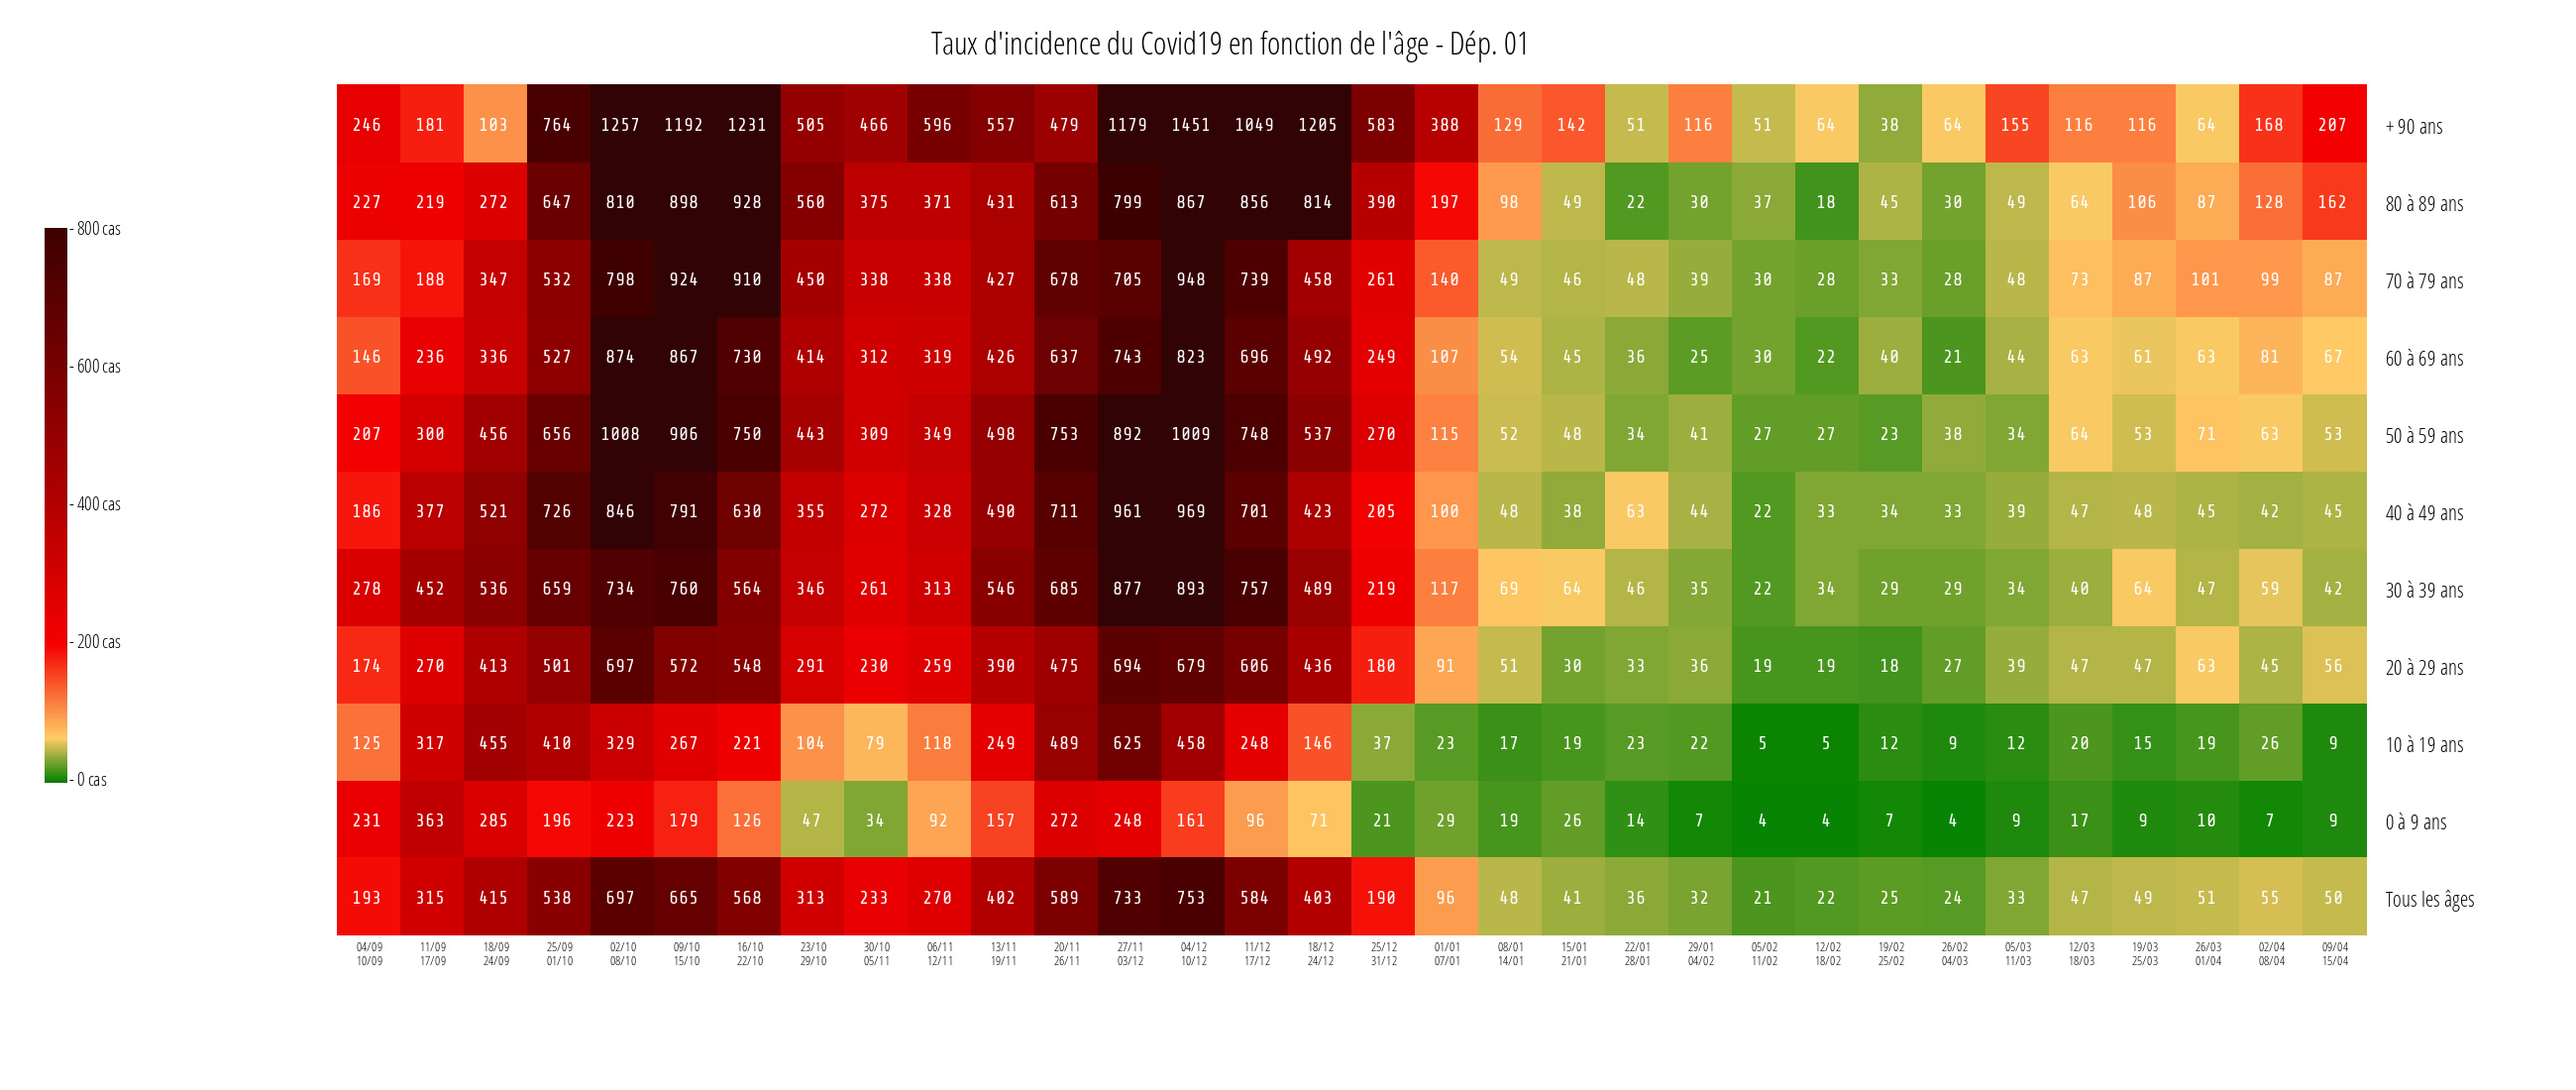 Taux d'incidence du Covid19 en fonction de l'âge - Dép. 01
246 181 103 764 1257 1192 1231 505 466 596 557 479 1179 1451 1049 1205 583 388 129 142 51 116 51 64 38 64 155 116 116 64 168 207 + 90 ans
227 219 272 647 810 898 928 560 375 371 431 613 799 867 856 814 390 197 98 49 22 30 37 18 45 30 49 64 106 87 128 162 80 à 89 ans
169 188 347 532 798 924 910 450 338 338 427 678 705 948 739 458 261 140 49 46 48 39 30 28 33 28 48 73 87 101 99 87 70 à 79 ans
146 236 336 527 874 867 730 414 312 319 426 637 743 823 696 492 249 107 54 45 36 25 30 22 40 21 44 63 61 63 81 67 60 à 69 ans
207 300 456 656 1008 906 750 443 309 349 498 753 892 1009 748 537 270 115 52 48 34 41 27 27 23 38 34 64 53 71 63 53 50 à 59 ans
186 377 521 726 846 791 630 355 272 328 490 711 961 969 701 423 205 100 48 38 63 44 22 33 34 33 39 47 48 45 42 45 40 à 49 ans
278 452 536 659 734 760 564 346 261 313 546 685 877 893 757 489 219 117 69 64 46 35 22 34 29 29 34 40 64 47 59 42 30 à 39 ans
174 270 413 501 697 572 548 291 230 259 390 475 694 679 606 436 180 91 51 30 33 36 19 19 18 27 39 47 47 63 45 56 20 à 29 ans
125 317 455 410 329 267 221 104 79 118 249 489 625 458 248 146 37 23 17 19 23 22 5 5 12 9 12 20 15 19 26 9 10 à 19 ans
231 363 285 196 223 179 126 47 34 92 157 272 248 161 96 71 21 29 19 26 14 7 4 4 7 4 9 17 9 10 7 9 0 à 9 ans
193 315 415 538 697 665 568 313 233 270 402 589 733 753 584 403 190 96 48 41 36 32 21 22 25 24 33 47 49 51 55 50 Tous les âges
04/09 11/09 18/09 25/09 02/10 09/10 16/10 23/10 30/10 06/11 13/11 20/11 27/11 04/12 11/12 18/12 25/12 01/01 08/01 15/01 22/01 29/01 05/02 12/02 19/02 26/02 05/03 12/03 19/03 26/03 02/04 09/04
10/09 17/09 24/09 01/10 08/10 15/10 22/10 29/10 05/11 12/11 19/11 26/11 03/12 10/12 17/12 24/12 31/12 07/01 14/01 21/01 28/01 04/02 11/02 18/02 25/02 04/03 11/03 18/03 25/03 01/04 08/04 15/04
- 800 cas
- 600 cas
- 400 cas
- 200 cas
- 0 cas